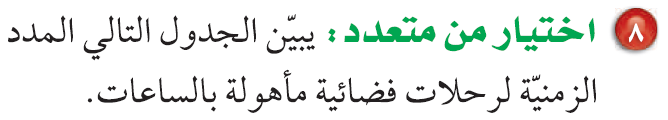 ٨ اختيار من متعدد : يبيّن الجدول التالي المدد
الزمنيّة لرحلات فضائية مأهولة بالساعات.